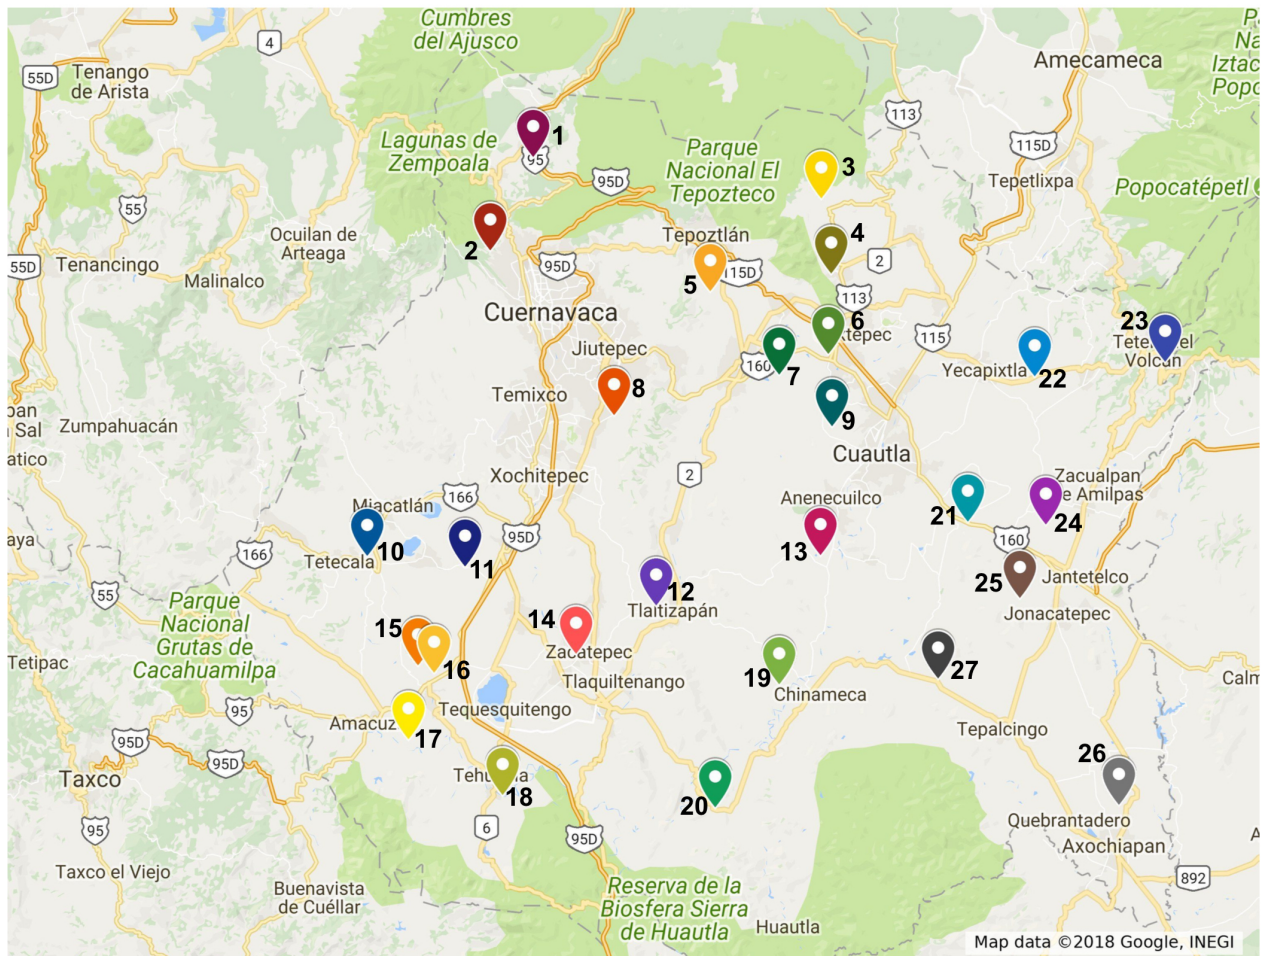 Cumbres
del Ajusco
4
Amecameca
55D
Tenango
de Arista
113
115D
1
Lagunas de
Zempoala
95
Parque
Nacional El
Tepozteco
3
95D
Tepetlixpa
Popocatépetl
55
2
Ocuilan de
Arteaga
Tepoztlán
4
55D
Tenancingo
Malinalco
95D
5
115D
2
113
Cuernavaca
6
23
Jiutepec
115
160
7
Yecapixtla
22
Volcán
Temixco
8
9
Zumpahuacán
Cuautla
Xochitepec
2
Zacualpan
Miacatlán
166
Anenecuilco
21
24
10
11
95D
13
160
166
Tetecala
25
Jantetelco
55
12
Tlaltizapán
Jonacatepec
Parque
Nacional
Grutas de
Cacahuamilpa
15
14
Zacatepec
16
19
27
Tetipac
Tlaquiltenango
Chinameca
95
Amacuz
17
Tequesquitengo
Tepalcingo
95D
95D
Taxco
18
20
26
95
6
95D
Quebrantadero
Axochiapan
Taxco el Viejo
892
Buenavista
de Cuéllar
Reserva de la
Biosfera Sierra
de Huautla
Huautla
Map data ©2018 Google, INEGI